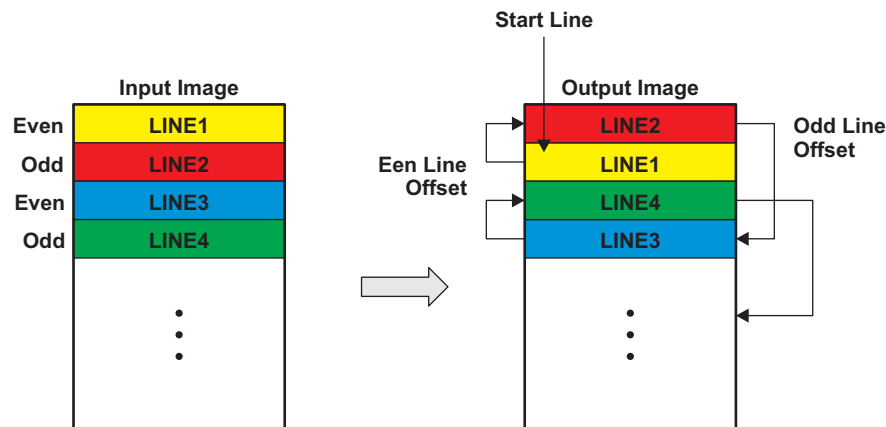 Start Line
Input Image
Even LINE1
Odd LINE2
Even LINE3
Odd LINE4
Output Image
LINE2
LINE1
LINE4
LINE3
Een Line
Offset
Odd Line
Offset